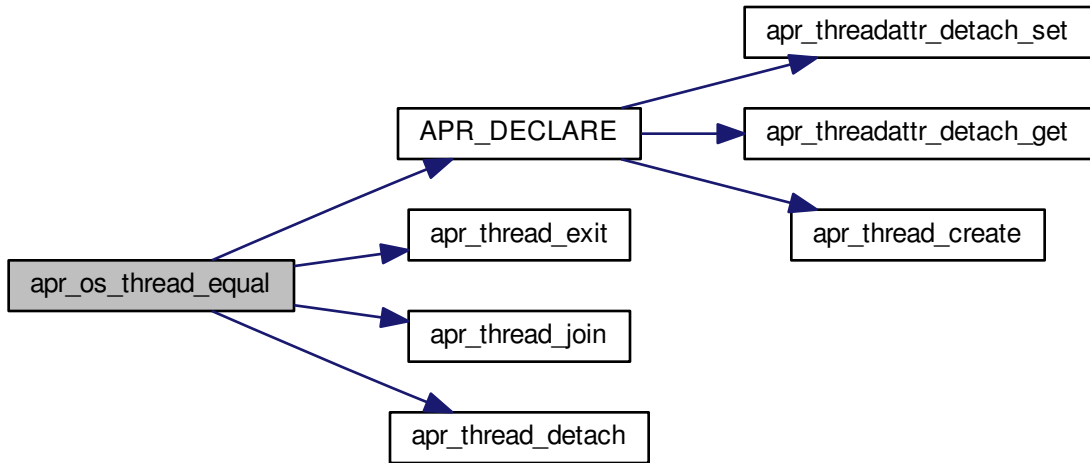 apr_threadattr_detach_set
APR_DECLARE
apr_threadattr_detach_get
apr_thread_exit
apr_thread_create
apr_os_thread_equal
apr_thread_join
apr_thread_detach